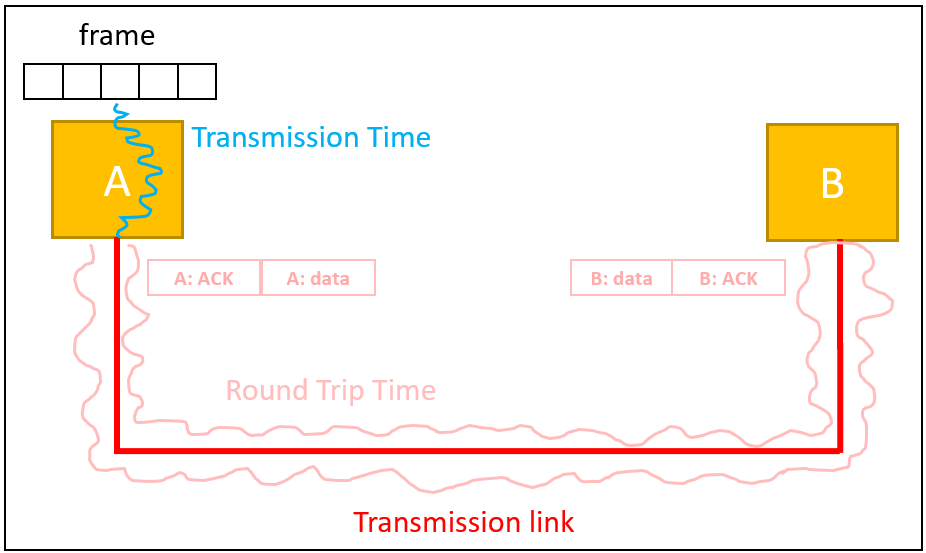 frame
Transmission Time
A
B
A: ACK
A: data
B: data
B: ACK
Round Trip Time
Transmission link